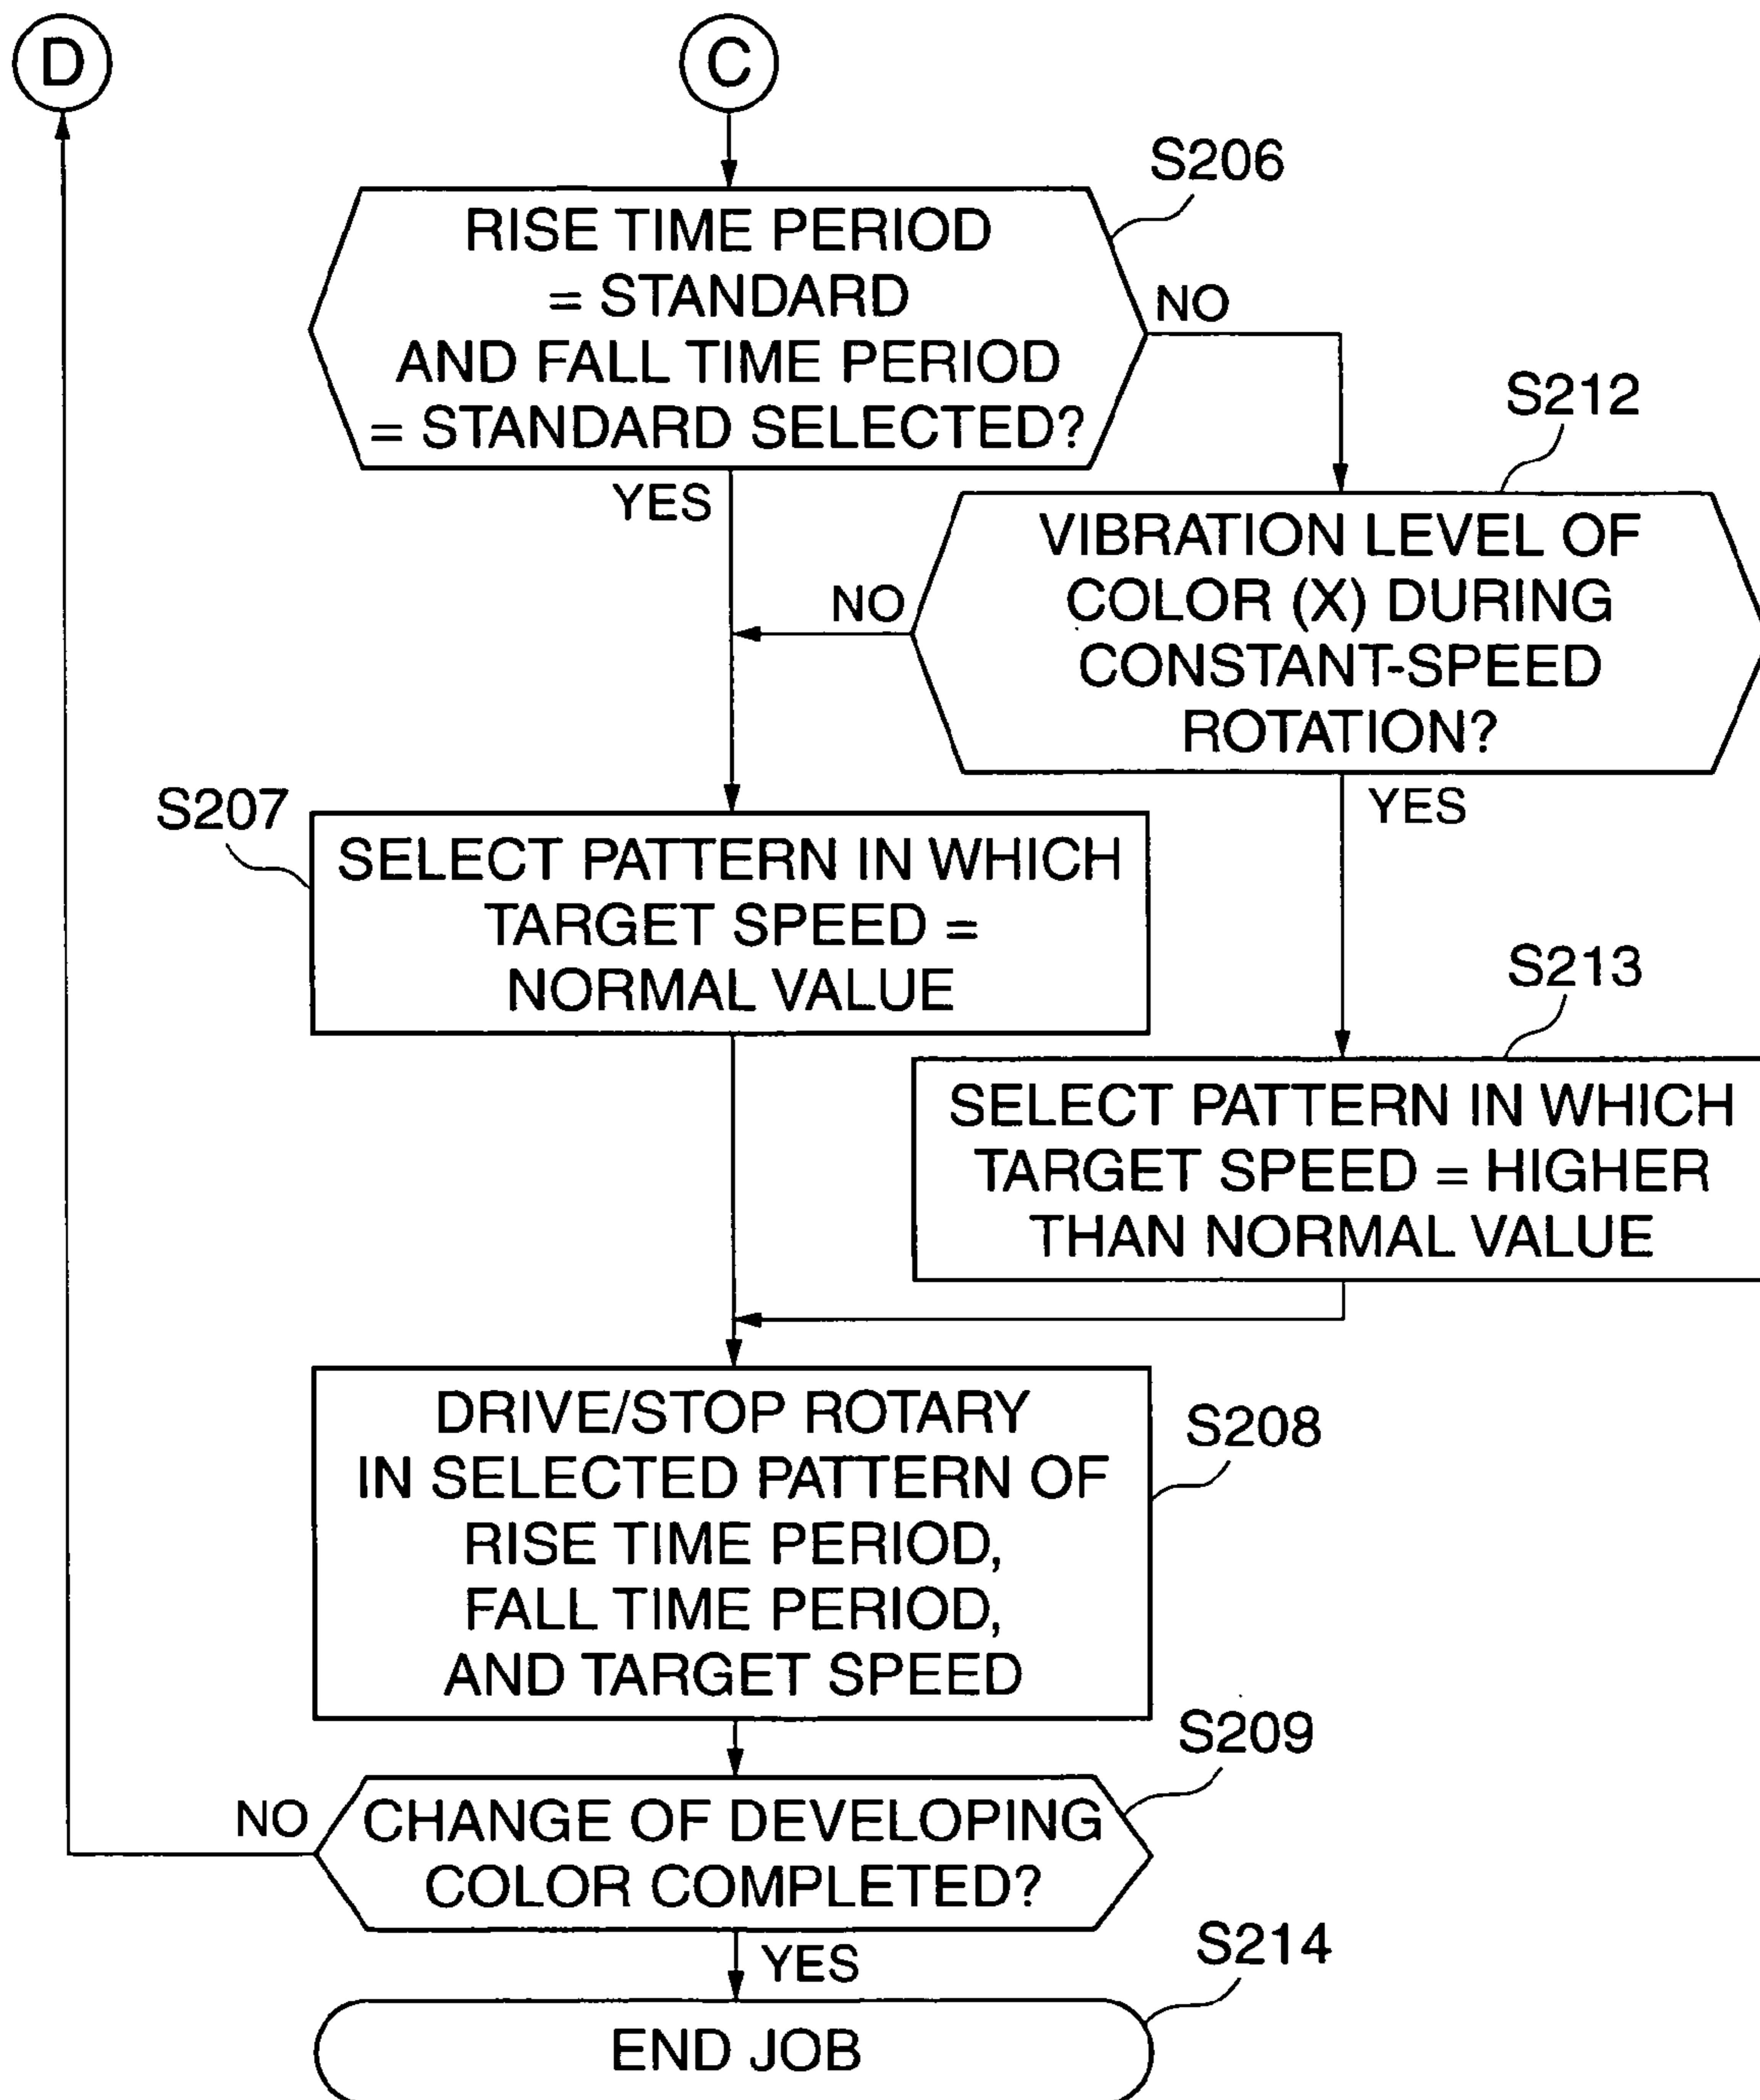 D
C
S206
RISE TIME PERIOD
= STANDARD
AND FALL TIME PERIOD
= STANDARD SELECTED?
NO
YES
S212
VIBRATION LEVEL OF
COLOR (X) DURING
CONSTANT-SPEED
ROTATION?
NO
YES
S207
SELECT PATTERN IN WHICH
TARGET SPEED =
NORMAL VALUE
S213
SELECT PATTERN IN WHICH
TARGET SPEED = HIGHER
THAN NORMAL VALUE
S208
DRIVE/STOP ROTARY
IN SELECTED PATTERN OF
RISE TIME PERIOD,
FALL TIME PERIOD,
AND TARGET SPEED
S209
NO
CHANGE OF DEVELOPING
COLOR COMPLETED?
YES
S214
END JOB